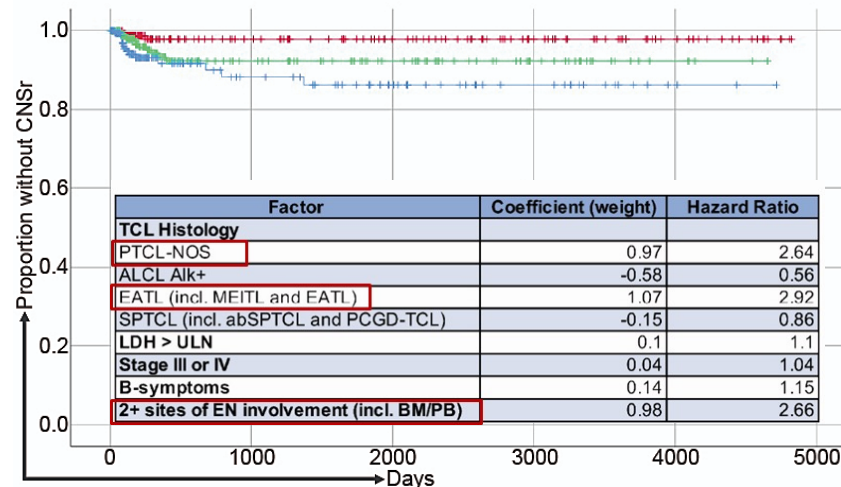 Proportion without CNSr
1.0
0.8
0.6
0.4
0.2
0.0
Factor Coefficient (weight) Hazard Ratio
TCL Histology
PTCL-NOS 0.97 2.64
ALCL Alk+ -0.58 0.56
EATL (incl. MEITL and EATL) 1.07 2.92
SPTCL (incl. abSPTCL and PCGD-TCL) -0.15 0.86
LDH > ULN 0.1 1.1
Stage III or IV 0.04 1.04
B-symptoms 0.14 1.15
2+ sites of EN involvement (incl. BM/PB) 0.98 2.66
0 1000 2000 3000 4000 5000
Days